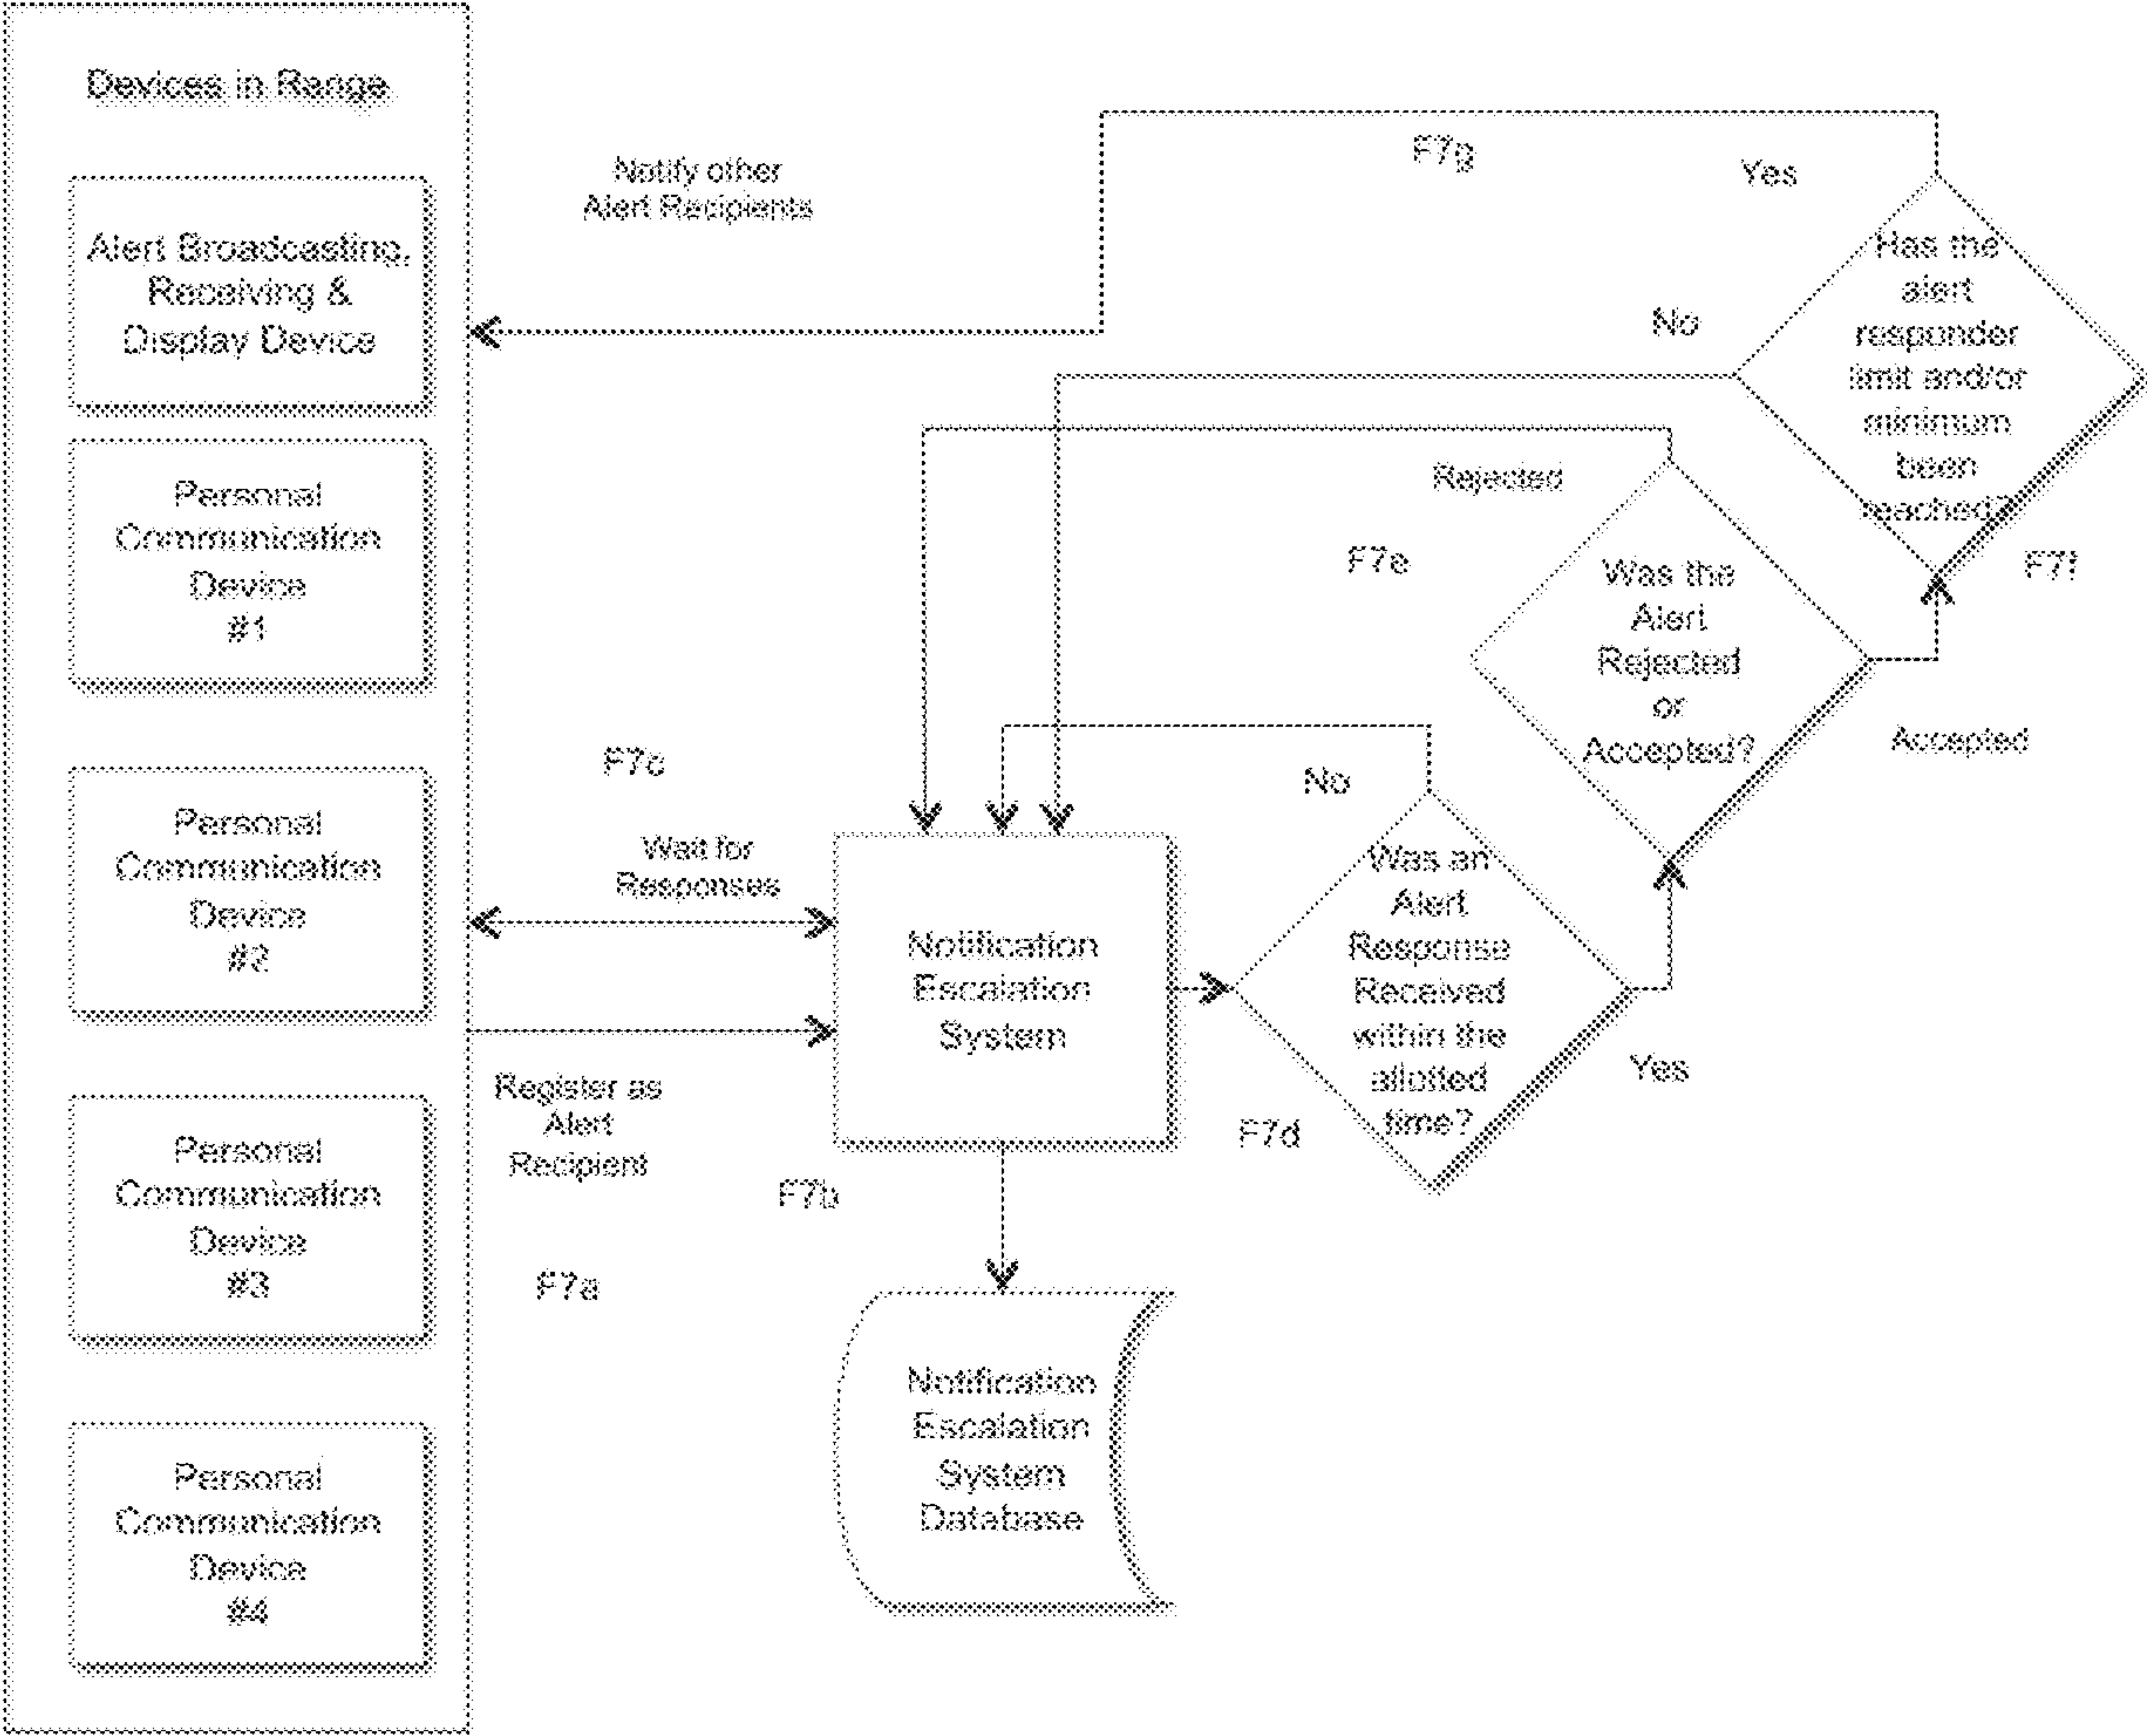 Devices in Range
Alert Broadcasting,
Receiving &
Display Device
Personal
Communication
Device
#1
Personal
Communication
Device
#2
Personal
Communication
Device
#3
Personal
Communication
Device
#4
Notify other
Alert Recipients
F7g
Yes
No
Has the
alert
responder
limit and/or
minimum
been
reached?
F7f
Rejected
F7e
Was the
Alert
Rejected
or
Accepted?
Accepted
F7c
Wait for
Responses
No
Was an
Alert
Response
Received
within the
allotted
time?
Yes
F7d
Notification
Escalation
System
Register as
Alert
Recipient
F7b
F7a
Notification
Escalation
System
Database